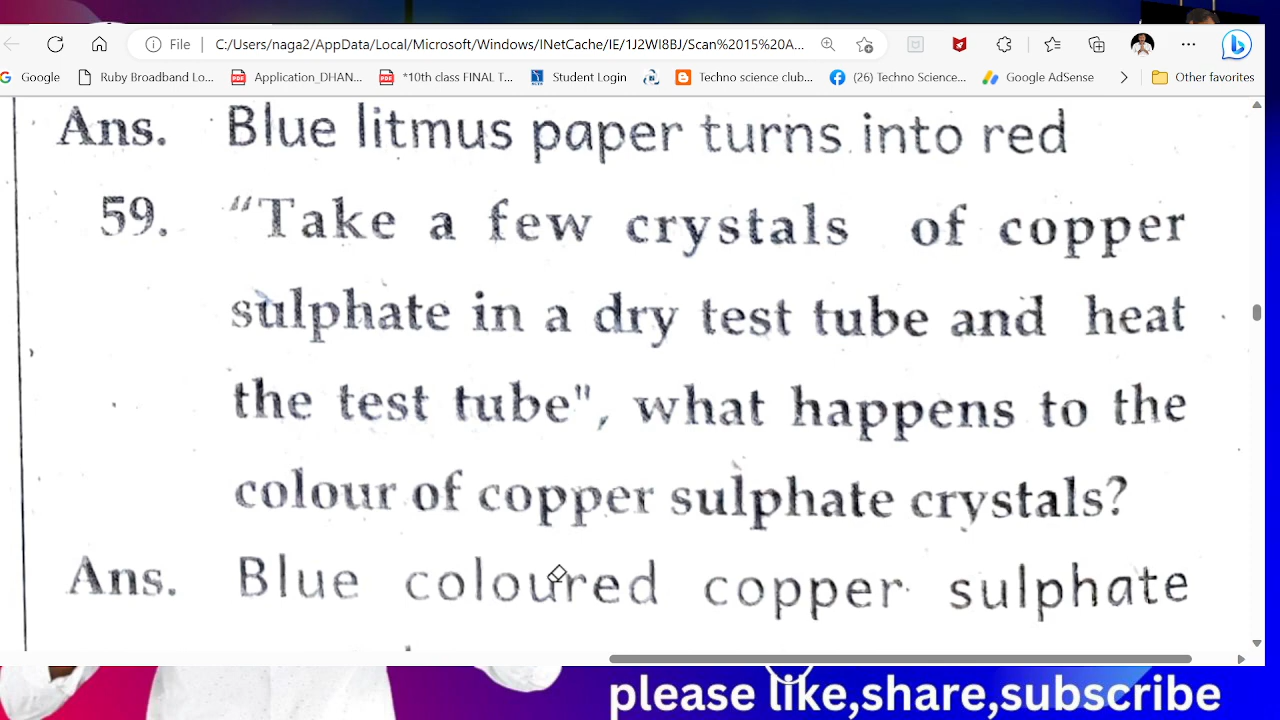 File
C:/Users/naga2/AppData/Local/Microsoft/Windows/INetCache/IE/1J2WI8BJ/Scan%2015%20A...
Google
Ruby Broadband Lo...
Application_DHAN...
*10th class FINAL T...
Student Login
Techno science club...
(26) Techno Science...
Google AdSense
Other favorites
Ans. Blue litmus paper turns into red
59. "Take a few crystals of copper
sulphate in a dry test tube and heat
the test tube", what happens to the
colour of copper sulphate crystals?
Ans. Blue coloured copper sulphate
please like,share,subscribe